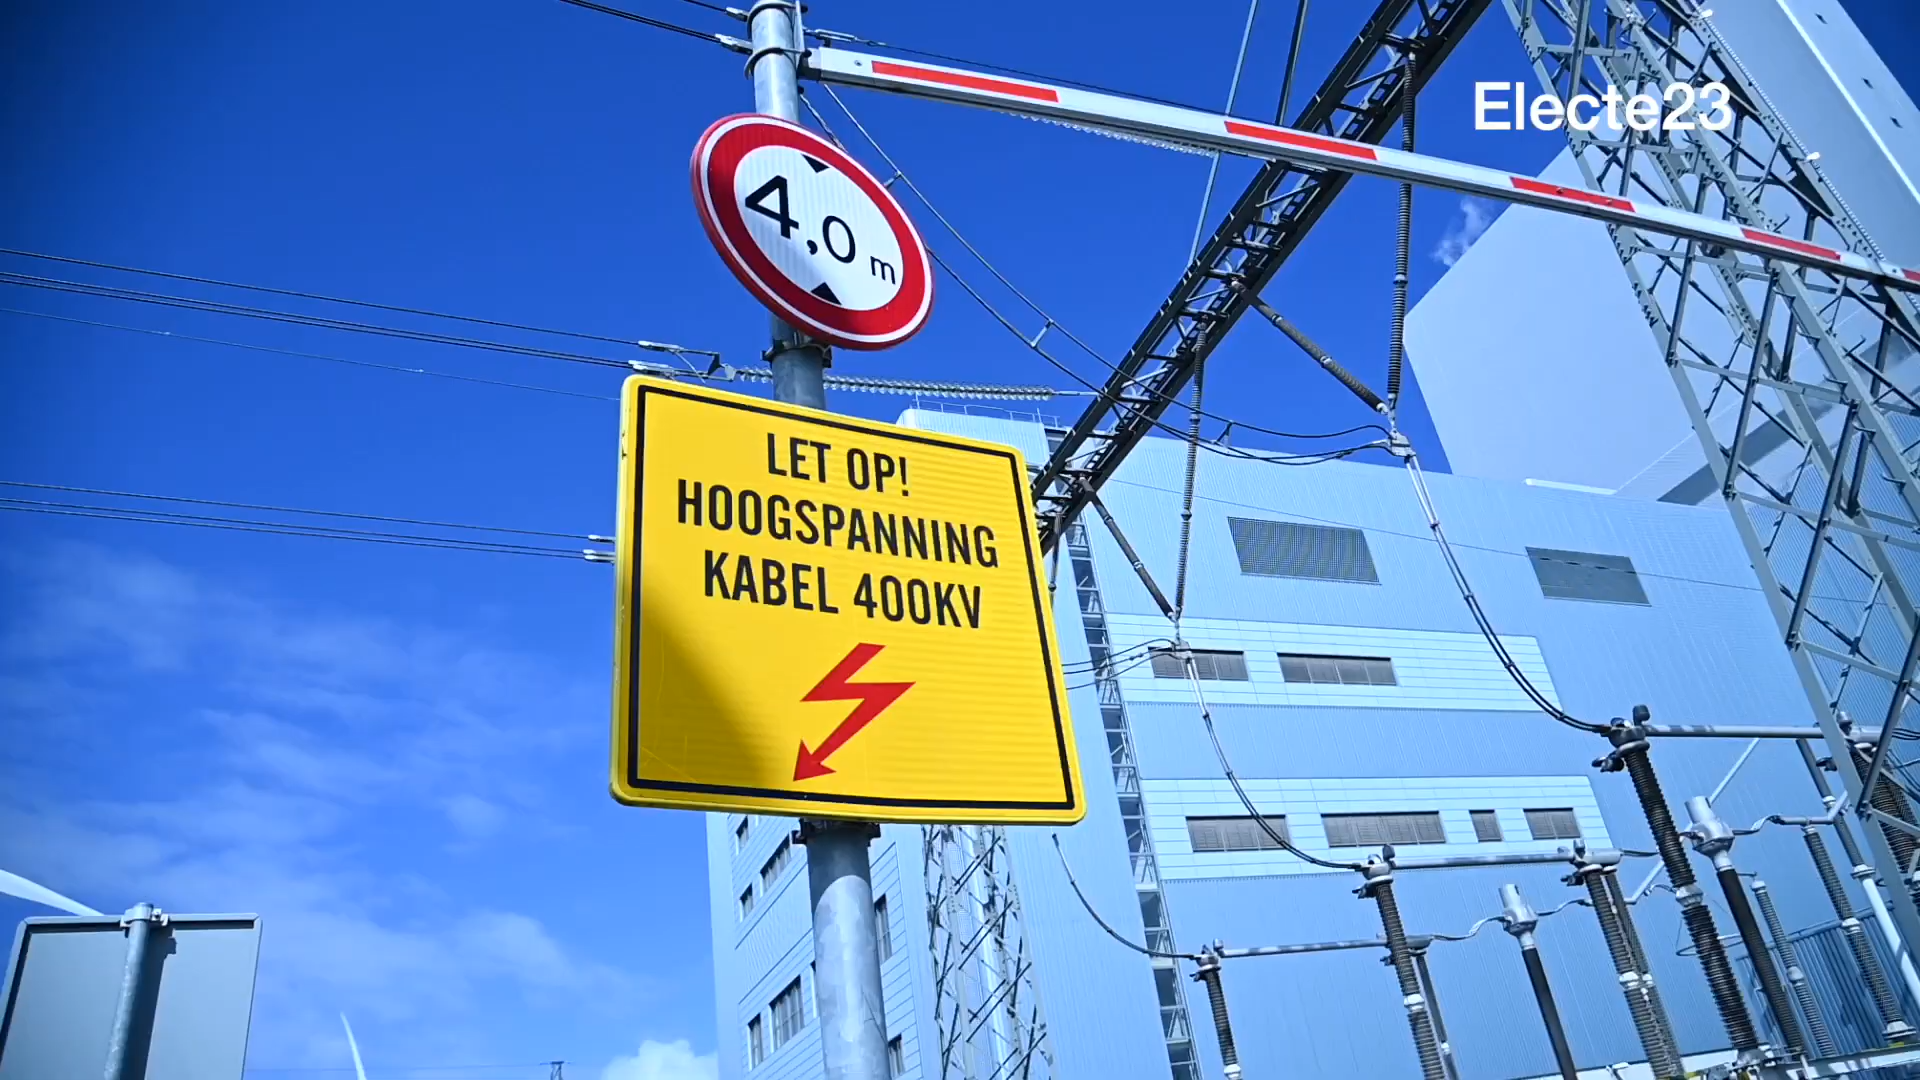 Electe23
4,0 m
LET OP!
HOOGSPANNING
KABEL 400KV